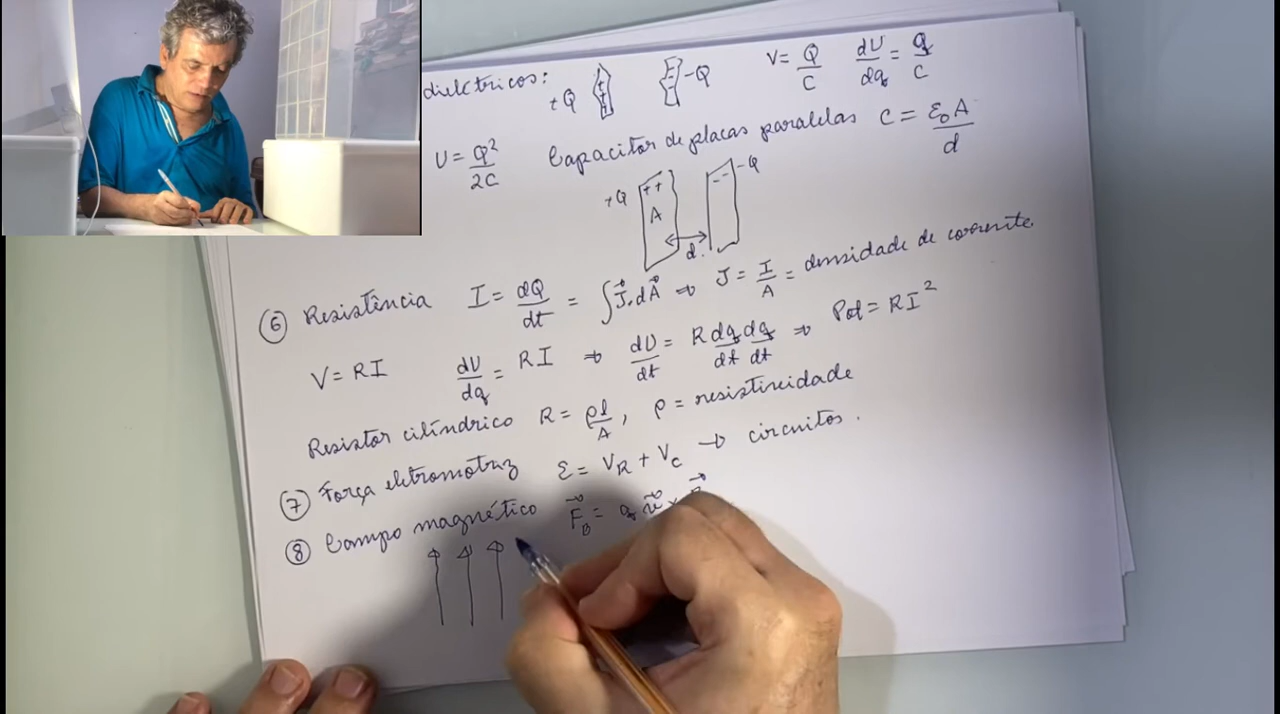 dieletricos: +Q -Q V = Q/C dU/dq = q/C
U = Q²/2C Capacitor de placas paralelas C = ε₀A/d
+Q ++ A -- -Q
d
⑥ Resistência I = dQ/dt = ∫J⃗.dA⃗ ⇒ J = I/A = densidade de corrente
V = RI dU/dq = RI ⇒ dU/dt = R dq/dt dq/dt ⇒ Pot = RI²
Resistor cilíndrico R = ρl/A, ρ = resistividade
⑦ Força eletromotriz ε = V_R + V_C → circuitos.
⑧ Campo magnético F⃗_B = q v⃗ ×